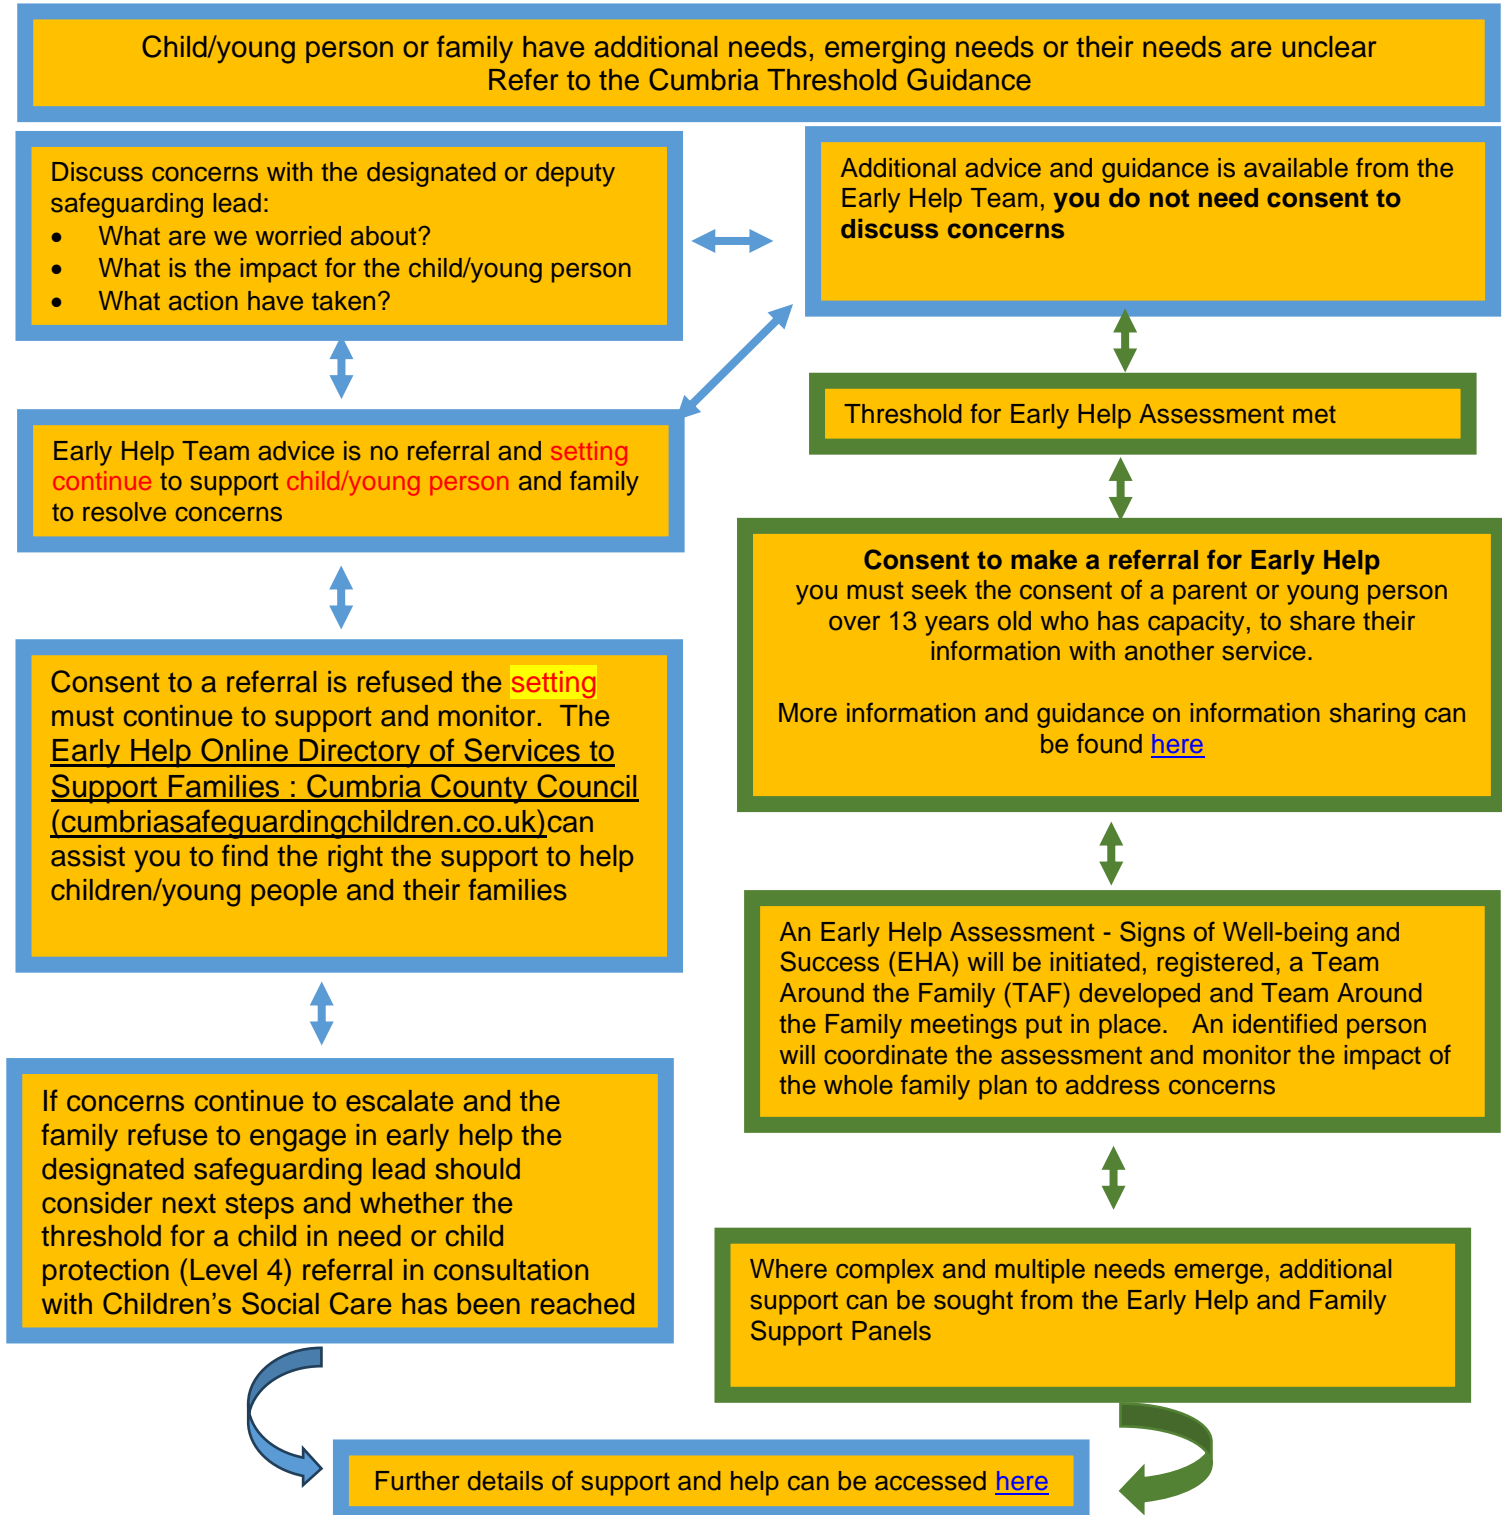 Child/young person or family have additional needs, emerging needs or their needs are unclear
Refer to the Cumbria Threshold Guidance
Discuss concerns with the designated or deputy
safeguarding lead:
• What are we worried about?
• What is the impact for the child/young person
• What action have taken?
Additional advice and guidance is available from the
Early Help Team, you do not need consent to
discuss concerns
Early Help Team advice is no referral and setting
continue to support child/young person and family
to resolve concerns
Threshold for Early Help Assessment met
Consent to a referral is refused the setting
must continue to support and monitor. The
Early Help Online Directory of Services to
Support Families : Cumbria County Council
(cumbriasafeguardingchildren.co.uk)can
assist you to find the right the support to help
children/young people and their families
Consent to make a referral for Early Help
you must seek the consent of a parent or young person
over 13 years old who has capacity, to share their
information with another service.
More information and guidance on information sharing can
be found here
If concerns continue to escalate and the
family refuse to engage in early help the
designated safeguarding lead should
consider next steps and whether the
threshold for a child in need or child
protection (Level 4) referral in consultation
with Children’s Social Care has been reached
An Early Help Assessment - Signs of Well-being and
Success (EHA) will be initiated, registered, a Team
Around the Family (TAF) developed and Team Around
the Family meetings put in place. An identified person
will coordinate the assessment and monitor the impact of
the whole family plan to address concerns
Where complex and multiple needs emerge, additional
support can be sought from the Early Help and Family
Support Panels
Further details of support and help can be accessed here